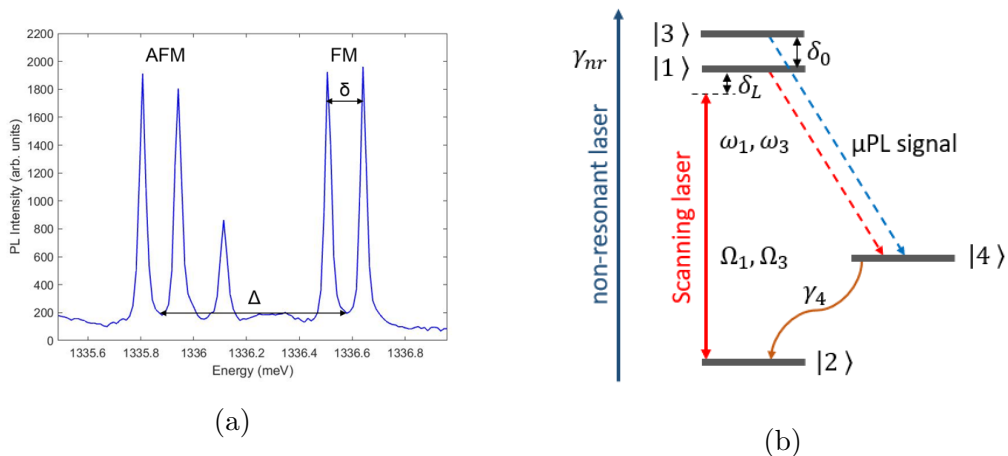 2200
2000
1800
1600
1400
1200
1000
800
600
400
200
0
PL Intensity (arb. units)
AFM
FM
δ
Δ
1335.6
1335.8
1336
1336.2
1336.4
1336.6
1336.8
Energy (meV)
(a)
non-resonant laser
γnr
|3 ⟩
|1 ⟩
δ0
δL
ω1, ω3
Scanning laser
μPL signal
Ω1, Ω3
|4 ⟩
γ4
|2 ⟩
(b)